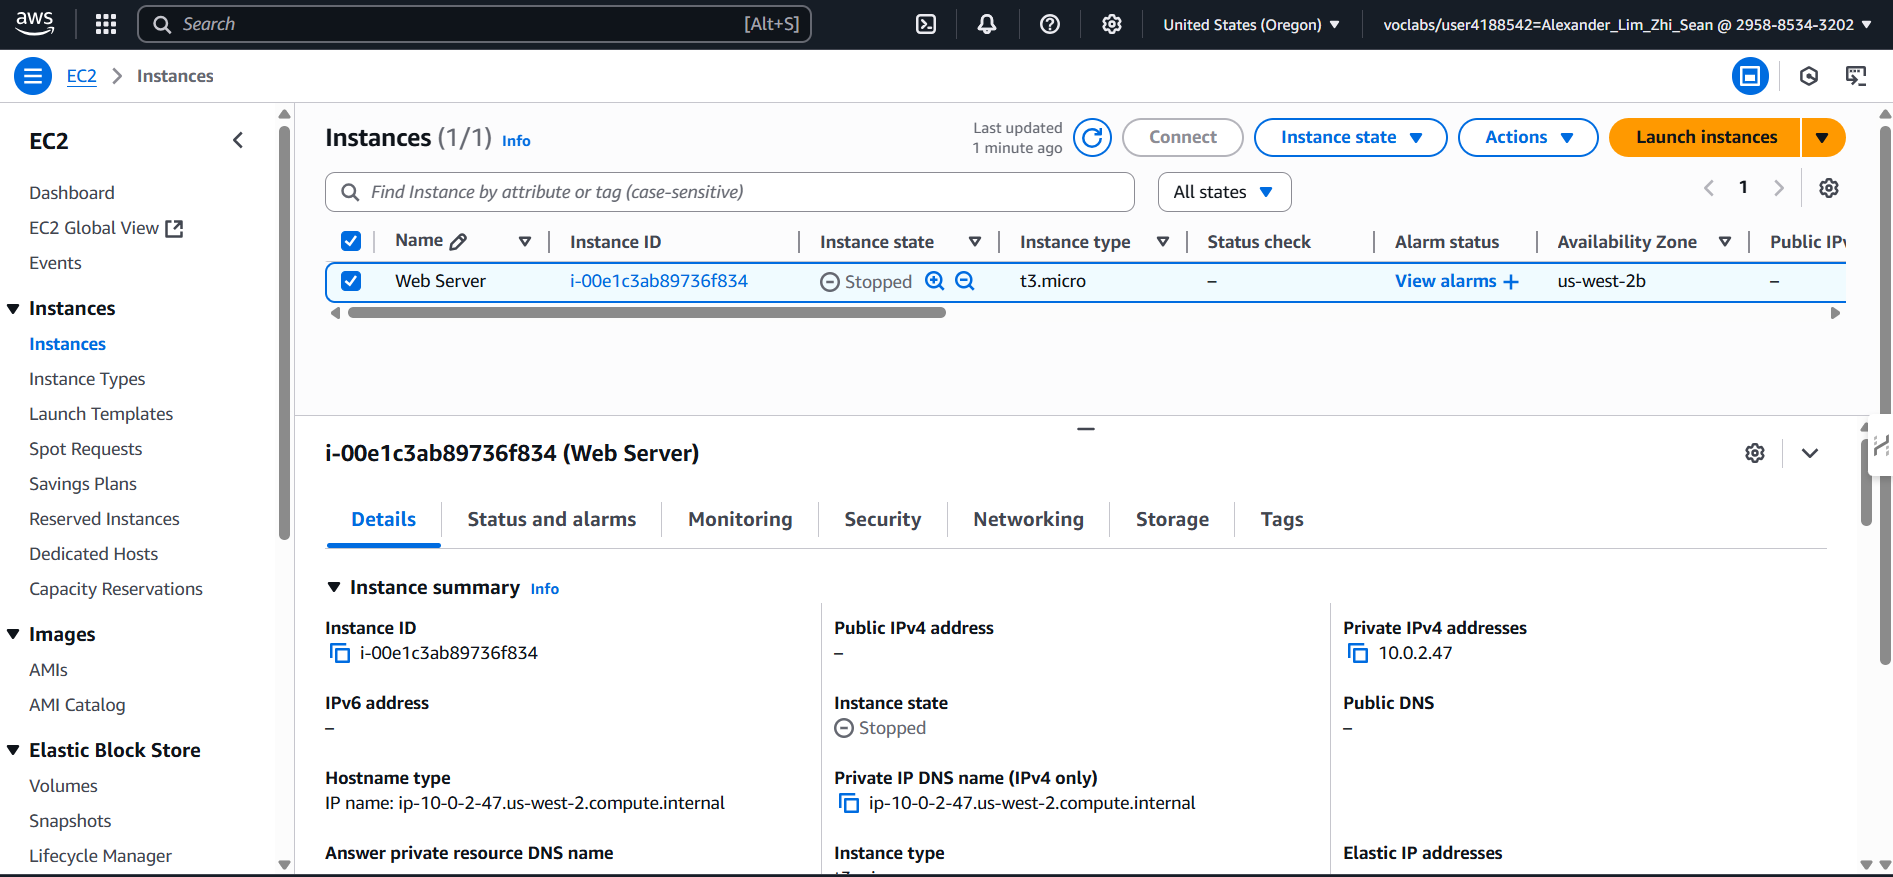 aws
Search [Alt+S]
United States (Oregon)
voclabs/user4188542=Alexander_Lim_Zhi_Sean @ 2958-8534-3202
EC2 Instances
EC2
Dashboard
EC2 Global View
Events
Instances
Instances
Instance Types
Launch Templates
Spot Requests
Savings Plans
Reserved Instances
Dedicated Hosts
Capacity Reservations
Images
AMIs
AMI Catalog
Elastic Block Store
Volumes
Snapshots
Lifecycle Manager
Instances (1/1) Info
Last updated
1 minute ago
Connect
Instance state
Actions
Launch instances
Find Instance by attribute or tag (case-sensitive)
All states
1
Name Instance ID Instance state Instance type Status check Alarm status Availability Zone Public IPv
Web Server i-00e1c3ab89736f834 Stopped t3.micro – View alarms + us-west-2b –
i-00e1c3ab89736f834 (Web Server)
Details Status and alarms Monitoring Security Networking Storage Tags
Instance summary Info
Instance ID
i-00e1c3ab89736f834
Public IPv4 address
–
Private IPv4 addresses
10.0.2.47
IPv6 address
–
Instance state
Stopped
Public DNS
–
Hostname type
IP name: ip-10-0-2-47.us-west-2.compute.internal
Private IP DNS name (IPv4 only)
ip-10-0-2-47.us-west-2.compute.internal
Answer private resource DNS name
Instance type
Elastic IP addresses